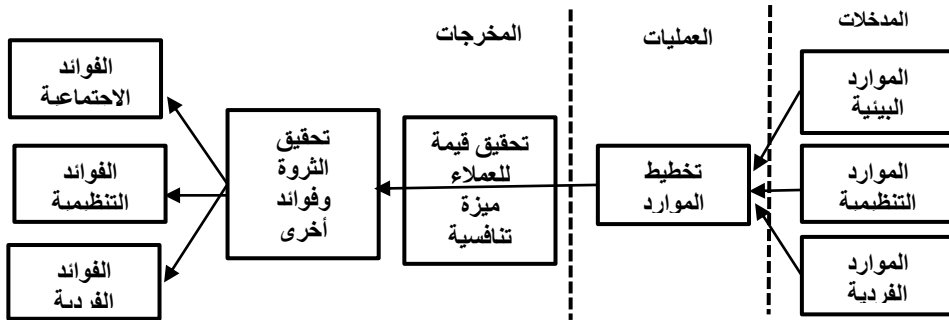 المدخلات
العمليات
المخرجات
الموارد
البيئية
الموارد
التنظيمية
الموارد
الفردية
تخطيط
الموارد
تحقيق قيمة
للعملاء
ميزة
تنافسية
تحقيق
الثروة
وفوائد
أخرى
الفوائد
الاجتماعية
الفوائد
التنظيمية
الفوائد
الفردية